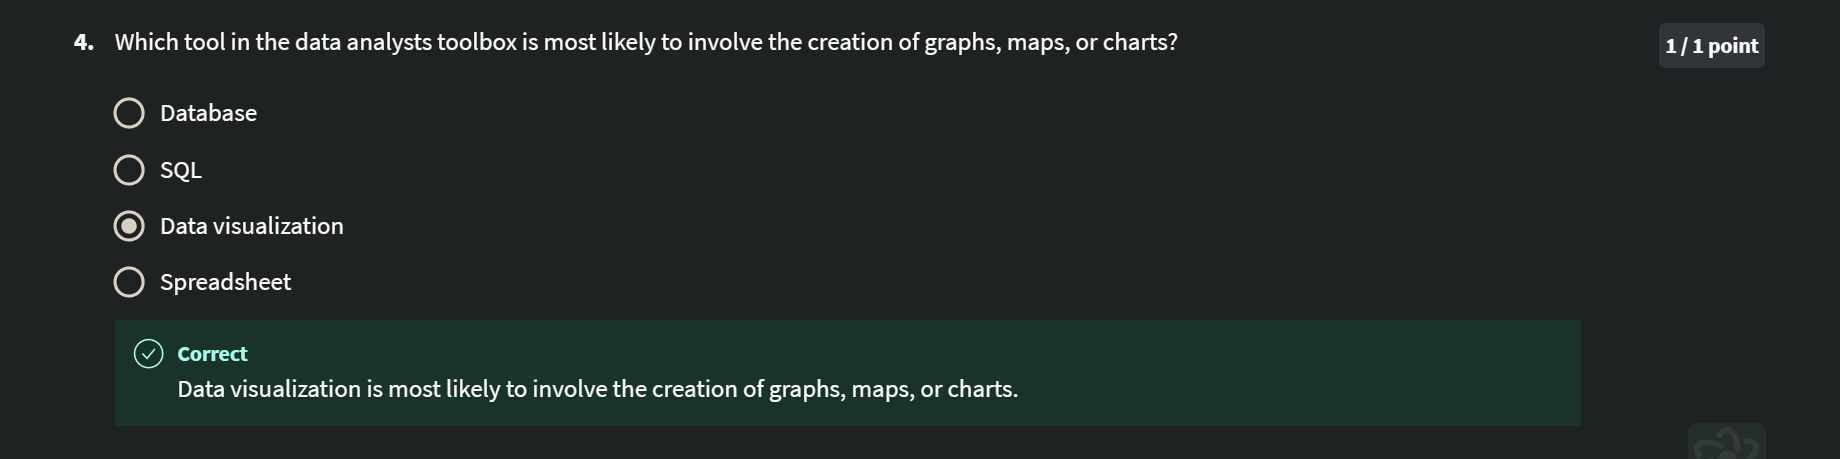 4. Which tool in the data analysts toolbox is most likely to involve the creation of graphs, maps, or charts?
1 / 1 point
Database
SQL
Data visualization
Spreadsheet
Correct
Data visualization is most likely to involve the creation of graphs, maps, or charts.